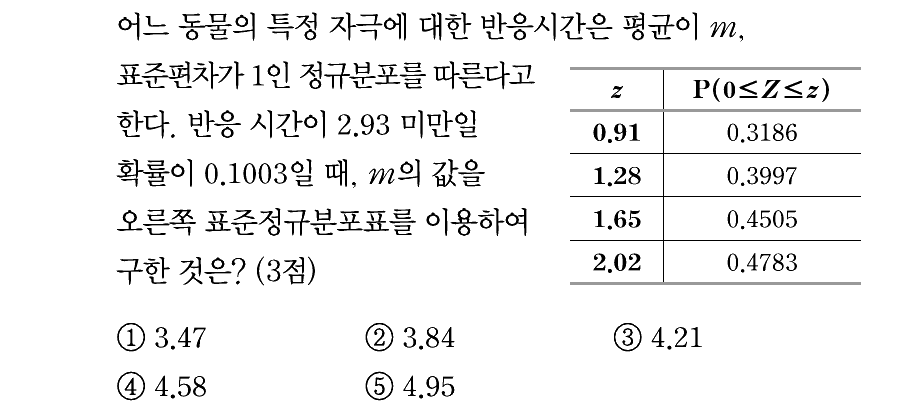 어느 동물의 특정 자극에 대한 반응시간은 평균이 m,
표준편차가 1인 정규분포를 따른다고
한다. 반응 시간이 2.93 미만일
확률이 0.1003일 때, m의 값을
오른쪽 표준정규분포표를 이용하여
구한 것은? (3점)
z P(0≤Z≤z)
0.91 0.3186
1.28 0.3997
1.65 0.4505
2.02 0.4783
① 3.47 ② 3.84 ③ 4.21
④ 4.58 ⑤ 4.95